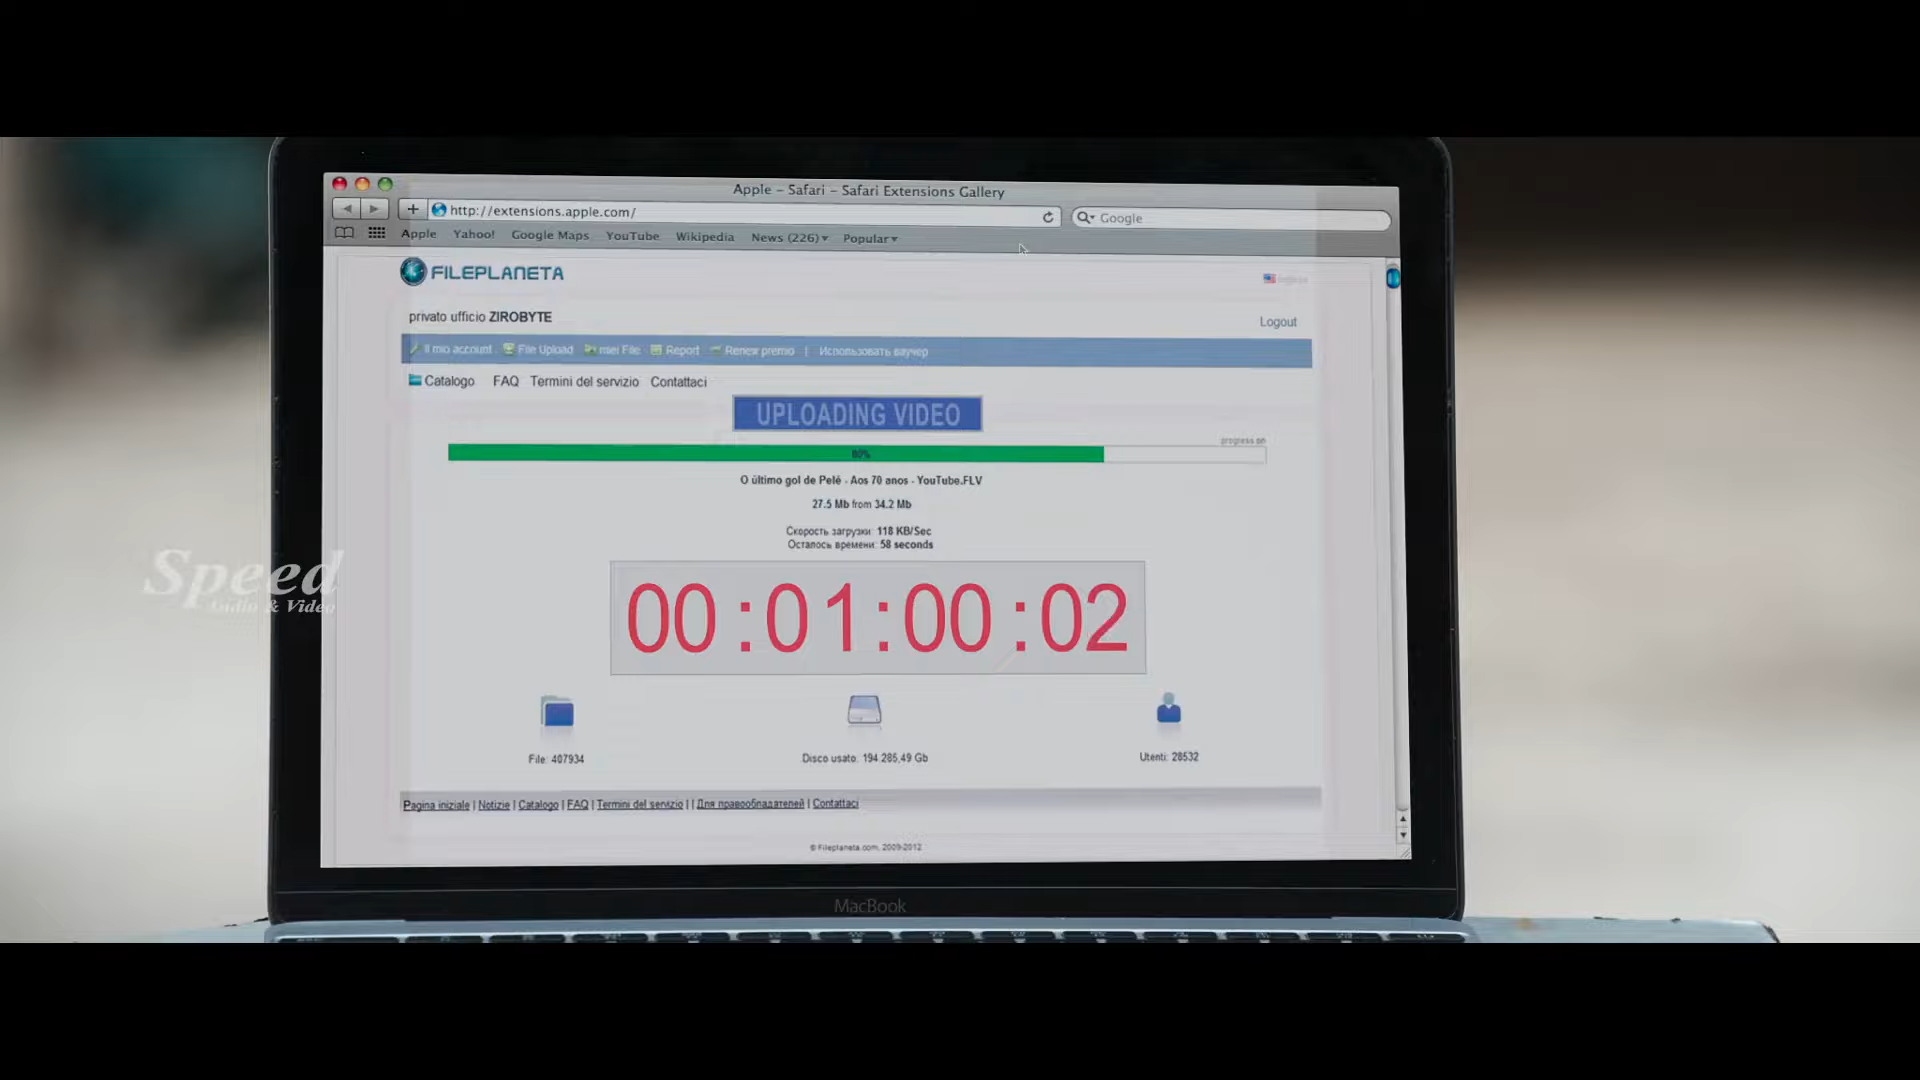 Apple – Safari – Safari Extensions Gallery
http://extensions.apple.com/
Google
Apple Yahoo! Google Maps YouTube Wikipedia News (226)▾ Popular▾
FILEPLANETA
privato ufficio ZIROBYTE
Logout
Il mio account File Upload miei File Report Renew premio | Использовать ваучер
Catalogo FAQ Termini del servizio Contattaci
UPLOADING VIDEO
progress on
80%
O último gol de Pelé - Aos 70 anos - YouTube.FLV
27.5 Mb from 34.2 Mb
Скорость загрузки: 118 KB/Sec
Осталось времени: 58 seconds
Speed
Audio & Video
00:01:00:02
File: 407934
Disco usato: 194.285,49 Gb
Utenti: 28532
Pagina iniziale | Notizie | Catalogo | FAQ | Termini del servizio | | Для правообладателей | Contattaci
© Fileplaneta.com, 2009-2012
MacBook